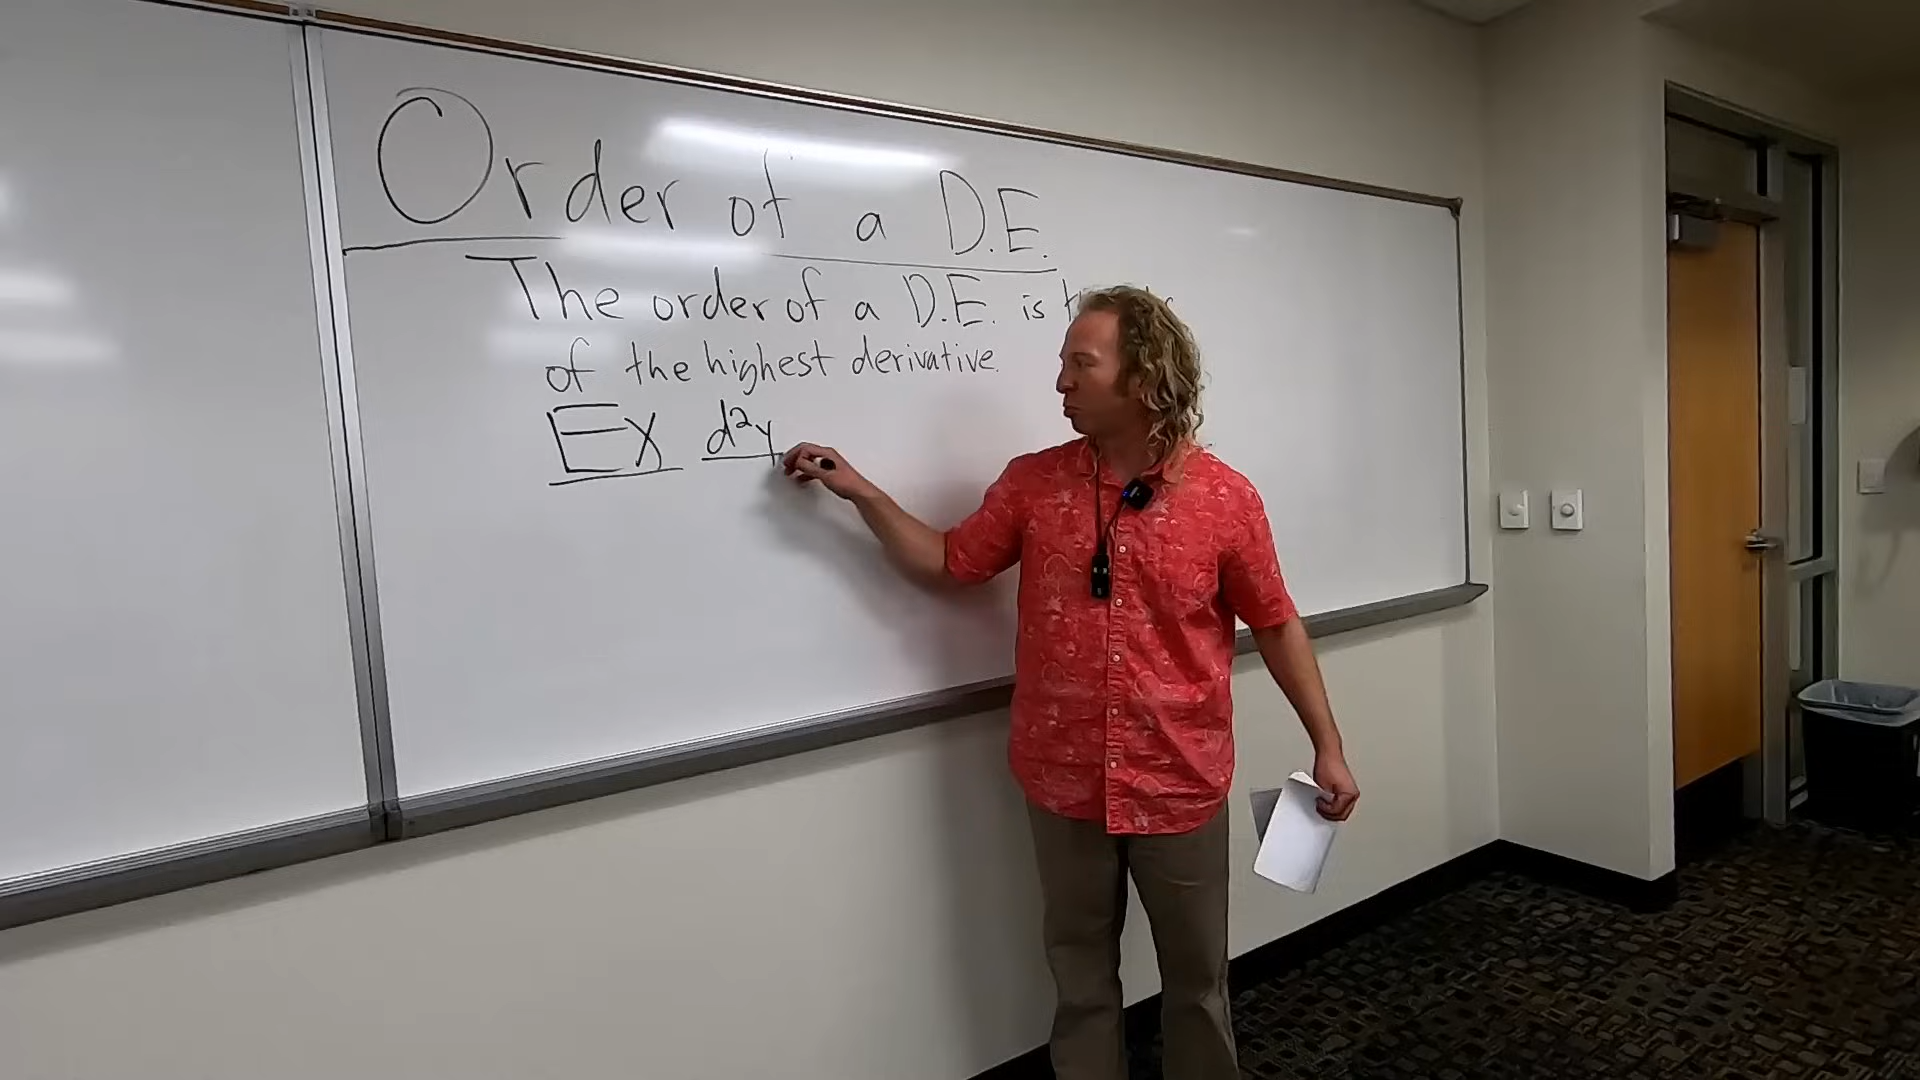 Order of a D.E.
The order of a D.E. is
of the highest derivative.
Ex d²y